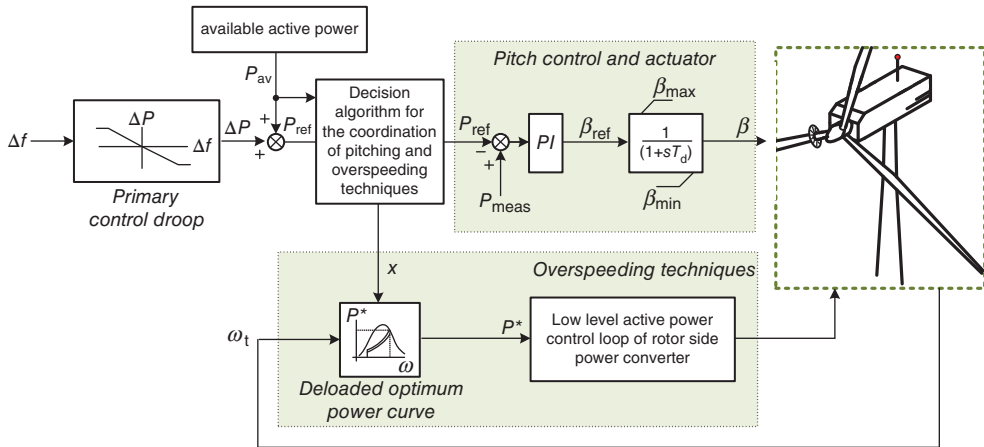 available active power
P_av
Δf
ΔP
Δf
Primary
control droop
ΔP
+
+
P_ref
Decision
algorithm for
the coordination
of pitching and
overspeeding
techniques
Pitch control and actuator
P_ref
−
+
P_meas
PI
β_ref
β_max
1
(1+sT_d)
β_min
β
x
Overspeeding techniques
ω_t
P*
ω
Deloaded optimum
power curve
P*
Low level active power
control loop of rotor side
power converter